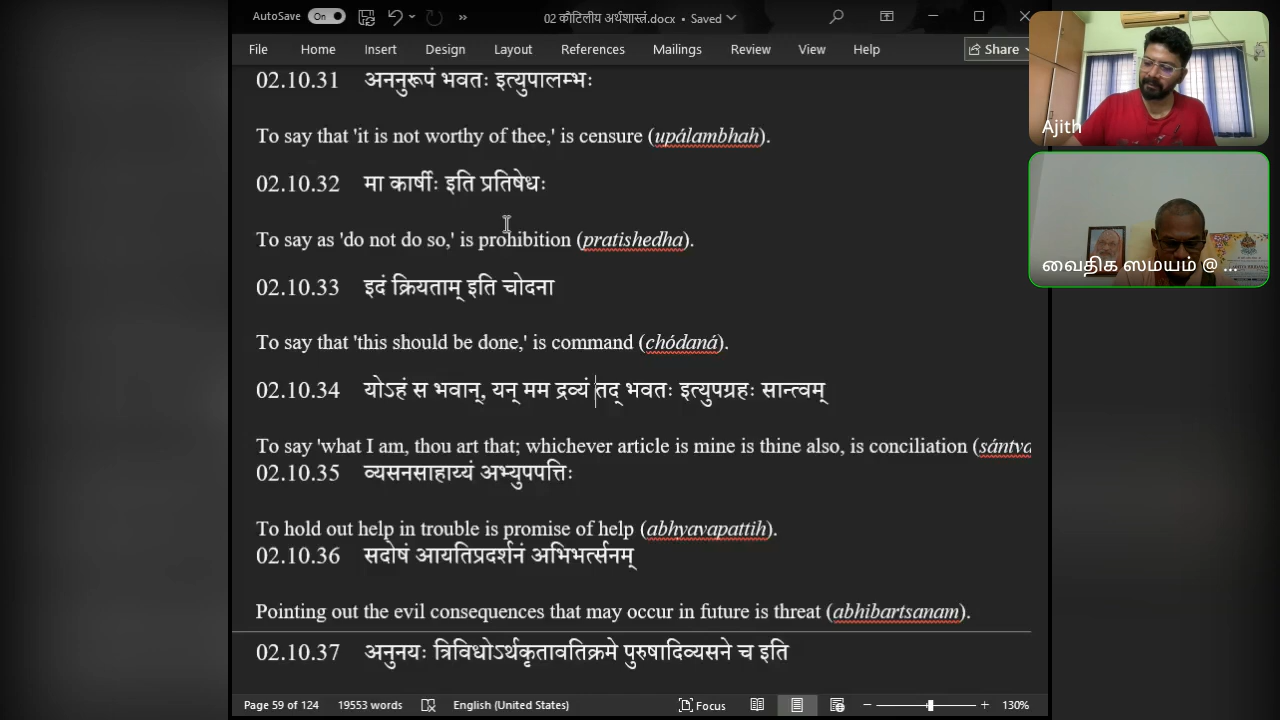 AutoSave On 02 कौटिलीय अर्थशास्त्रं.docx • Saved
File Home Insert Draw Design Layout References Mailings Review View Help Share
02.10.31 अननुरूपं भवतः इत्युपालम्भः
To say that 'it is not worthy of thee,' is censure (upálambhah).
02.10.32 मा कार्षीः इति प्रतिषेधः
To say as 'do not do so,' is prohibition (pratishedha).
02.10.33 इदं क्रियताम् इति चोदना
To say that 'this should be done,' is command (chódaná).
02.10.34 योऽहं स भवान्, यन् मम द्रव्यं तद् भवतः इत्युपग्रहः सान्त्वम्
To say 'what I am, thou art that; whichever article is mine is thine also, is conciliation (sántva
02.10.35 व्यसनसाहाय्यं अभ्युपपत्तिः
To hold out help in trouble is promise of help (abhyavapattih).
02.10.36 सदोषं आयतिप्रदर्शनं अभिभर्त्सनम्
Pointing out the evil consequences that may occur in future is threat (abhibartsanam).
02.10.37 अनुनयः त्रिविधोऽर्थकृतावतिक्रमे पुरुषादिव्यसने च इति
Page 59 of 124 19553 words English (United States) Focus 130%
Ajith
வைதிக ஸமயம் @ ...